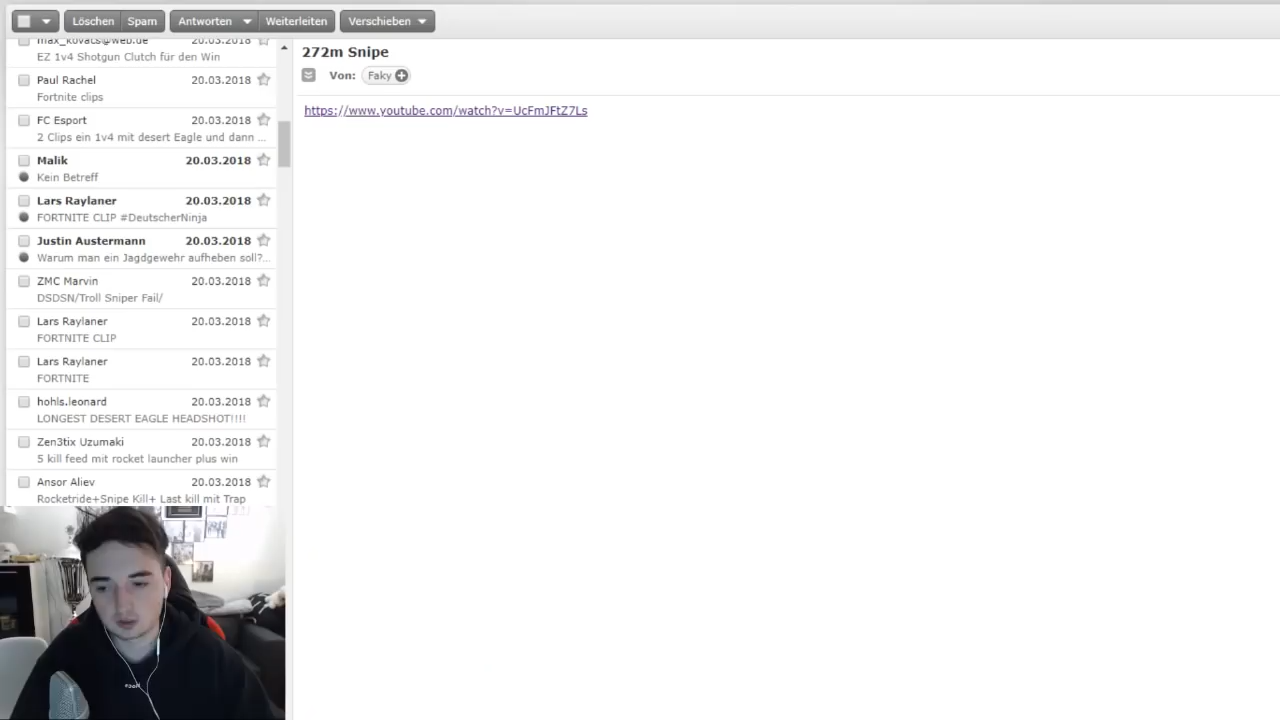 Löschen Spam Antworten Weiterleiten Verschieben
max_kovacs@web.de 20.03.2018
EZ 1v4 Shotgun Clutch für den Win
Paul Rachel 20.03.2018
Fortnite clips
FC Esport 20.03.2018
2 Clips ein 1v4 mit desert Eagle und dann ...
Malik 20.03.2018
Kein Betreff
Lars Raylaner 20.03.2018
FORTNITE CLIP #DeutscherNinja
Justin Austermann 20.03.2018
Warum man ein Jagdgewehr aufheben soll?...
ZMC Marvin 20.03.2018
DSDSN/Troll Sniper Fail/
Lars Raylaner 20.03.2018
FORTNITE CLIP
Lars Raylaner 20.03.2018
FORTNITE
hohls.leonard 20.03.2018
LONGEST DESERT EAGLE HEADSHOT!!!!
Zen3tix Uzumaki 20.03.2018
5 kill feed mit rocket launcher plus win
Ansor Aliev 20.03.2018
Rocketride+Snipe Kill+ Last kill mit Trap
272m Snipe
Von: Faky
https://www.youtube.com/watch?v=UcFmJFtZ7Ls